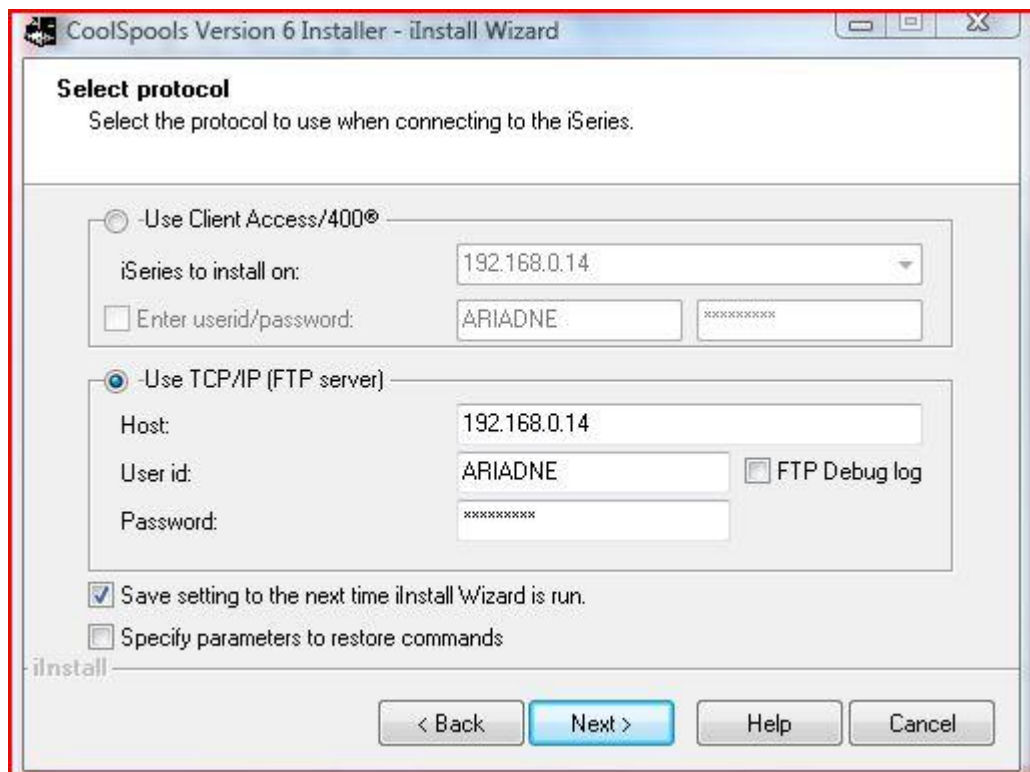 CoolSpools Version 6 Installer - iInstall Wizard
Select protocol
Select the protocol to use when connecting to the iSeries.
-Use Client Access/400®
iSeries to install on: 192.168.0.14
Enter userid/password: ARIADNE *********
-Use TCP/IP (FTP server)
Host: 192.168.0.14
User id: ARIADNE FTP Debug log
Password: *********
Save setting to the next time iInstall Wizard is run.
Specify parameters to restore commands
iInstall
< Back Next > Help Cancel